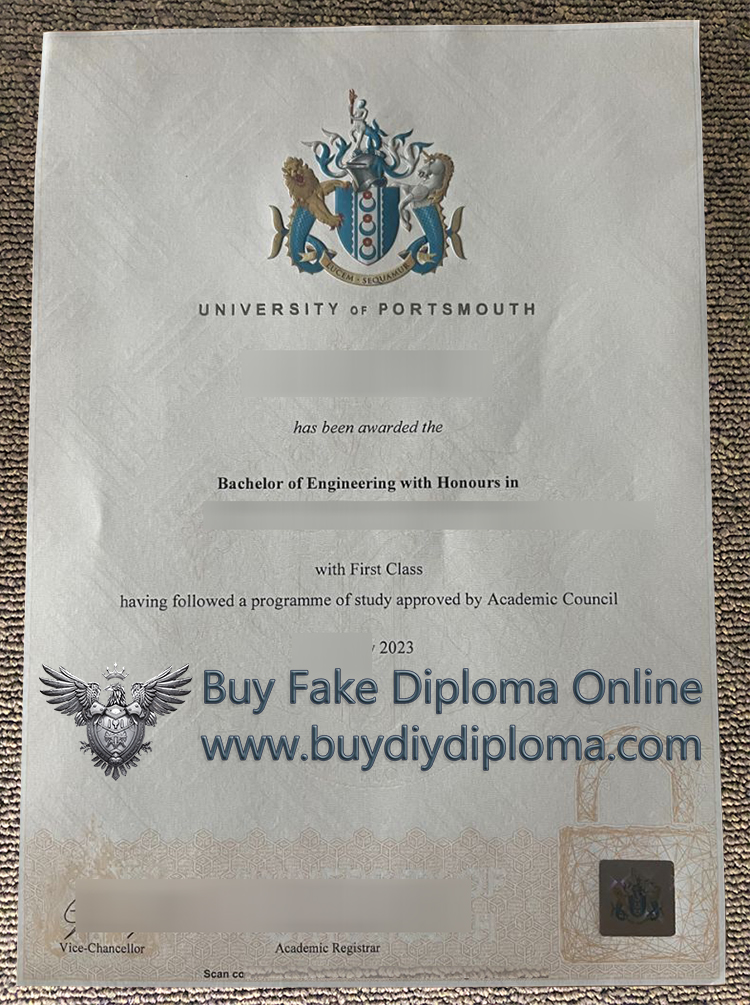 LUCEM · SEQUAMUR
UNIVERSITY OF PORTSMOUTH
has been awarded the
Bachelor of Engineering with Honours in
with First Class
having followed a programme of study approved by Academic Council
2023
Buy Fake Diploma Online
www.buydiydiploma.com
Vice-Chancellor Academic Registrar
Scan